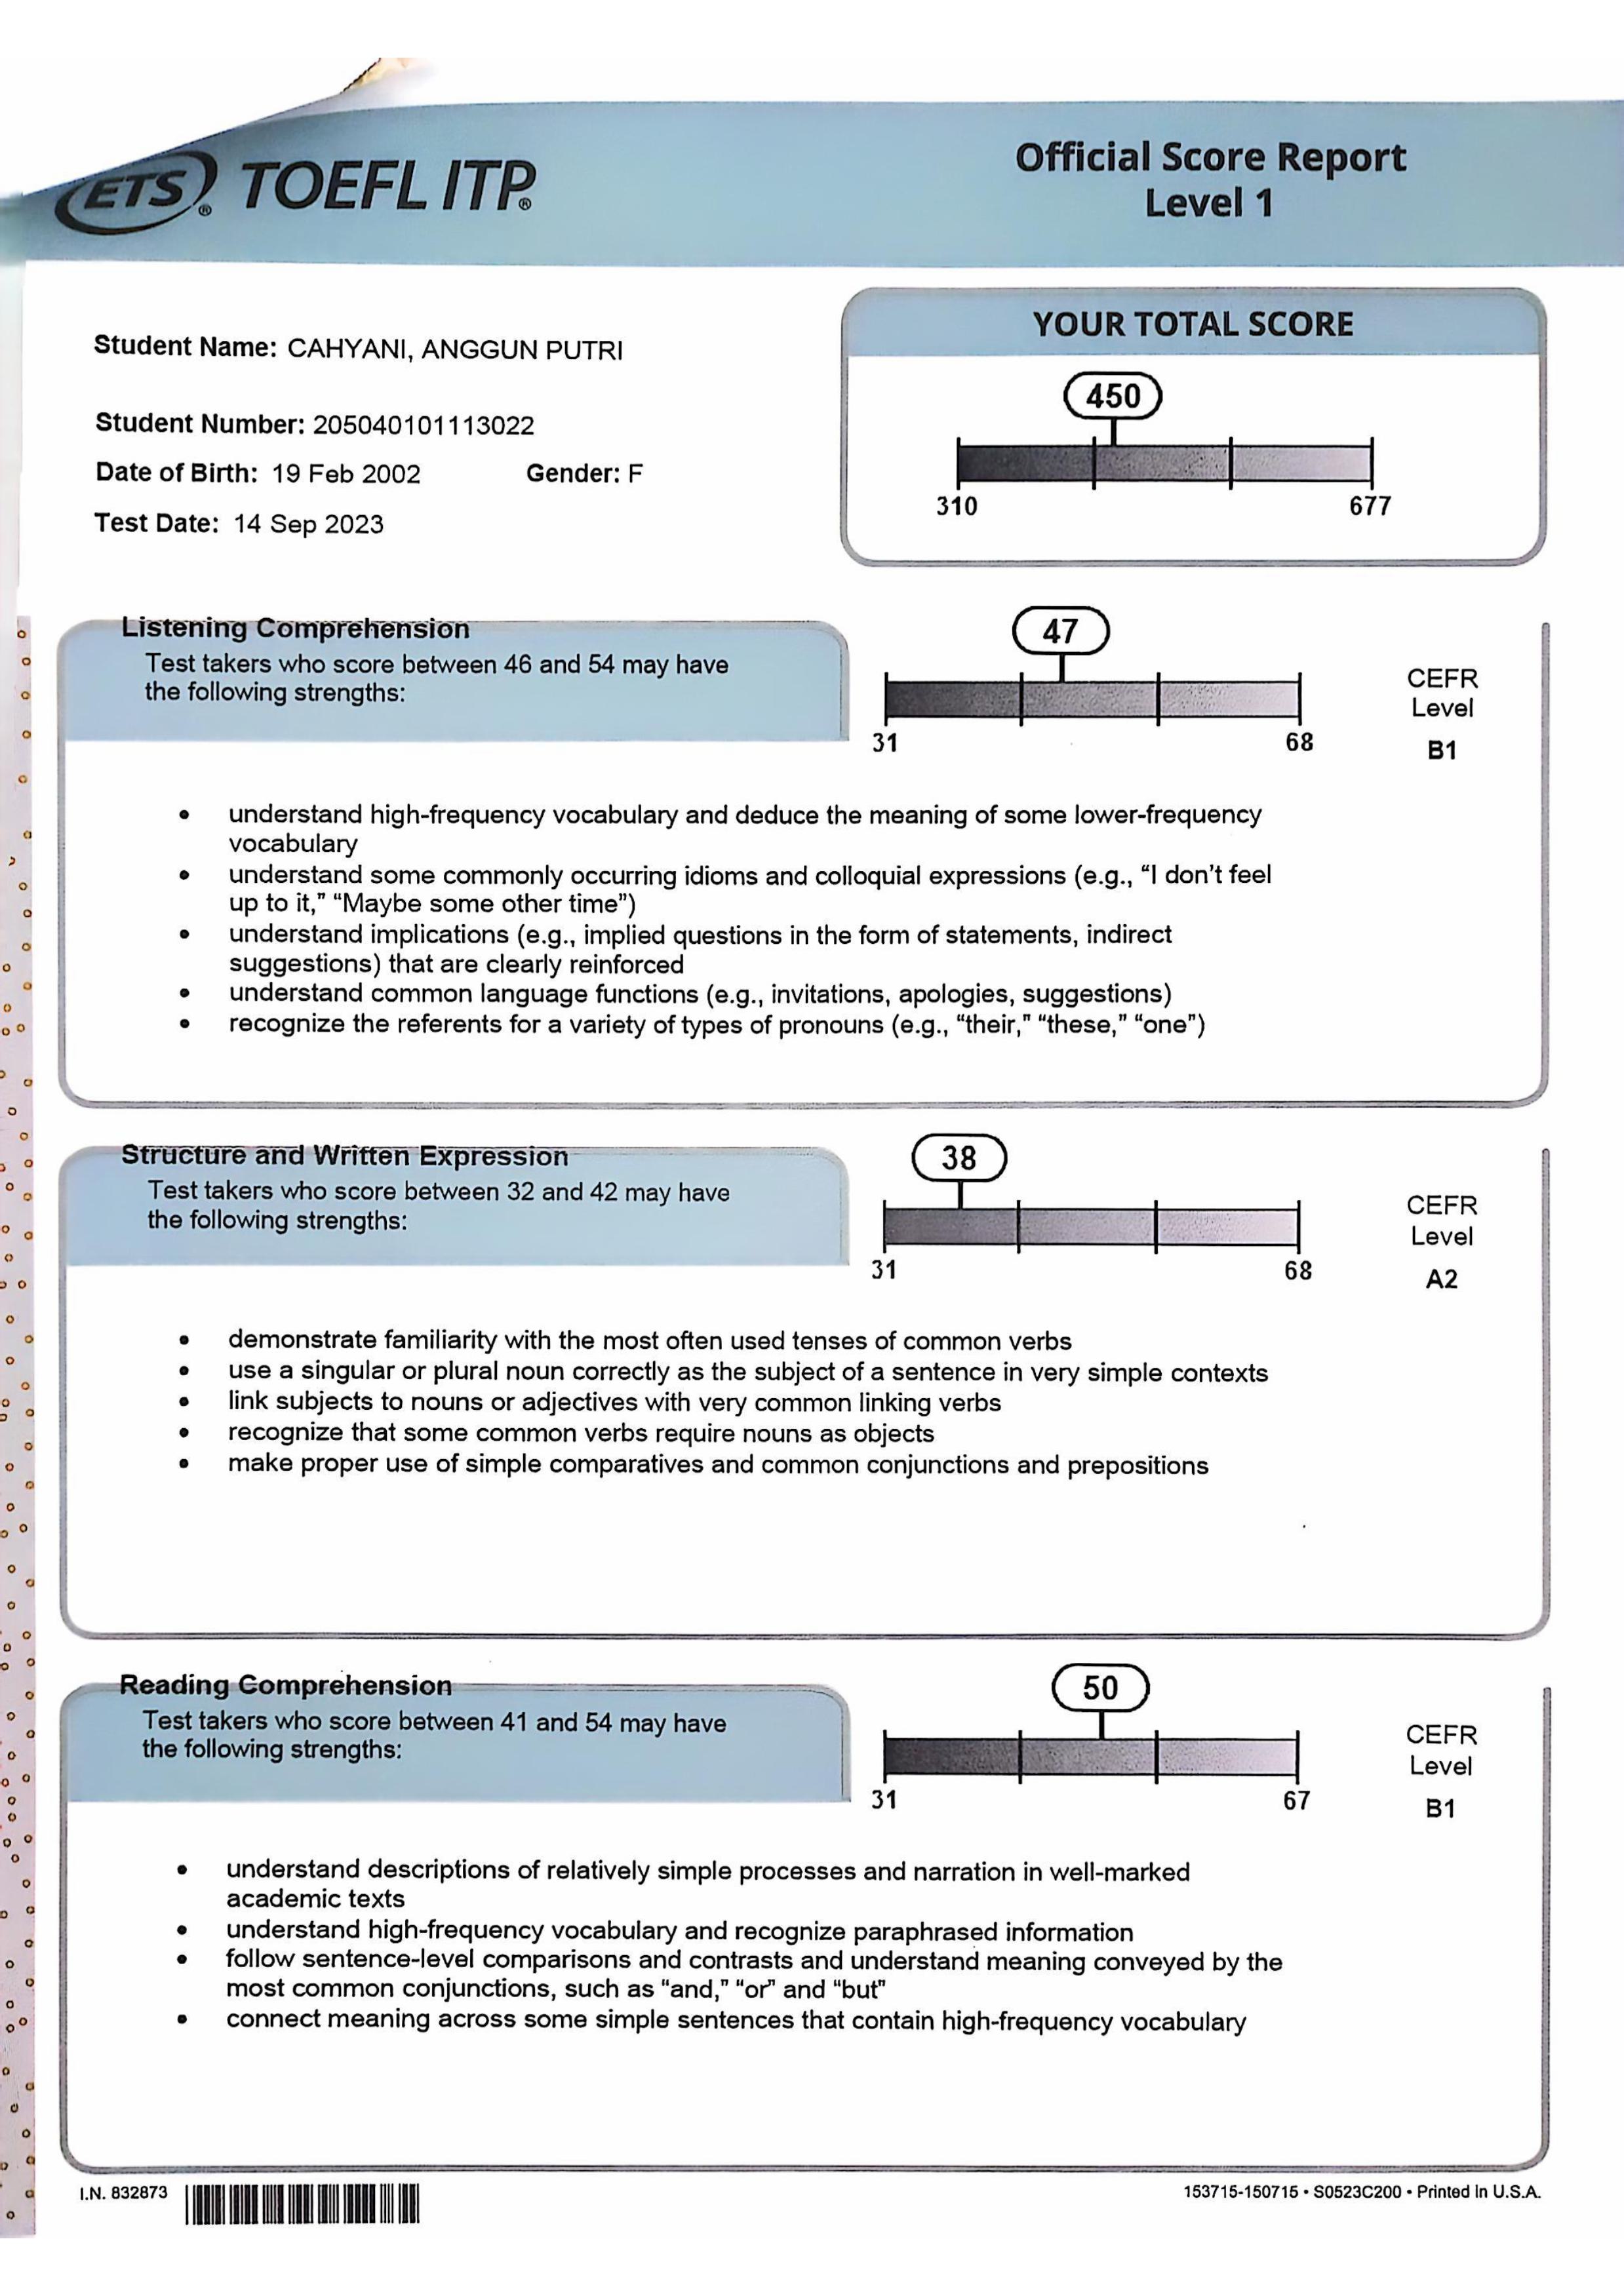 ETS® TOEFL ITP®
Official Score Report
Level 1
Student Name: CAHYANI, ANGGUN PUTRI
Student Number: 205040101113022
Date of Birth: 19 Feb 2002 Gender: F
Test Date: 14 Sep 2023
YOUR TOTAL SCORE
450
310 677
Listening Comprehension
Test takers who score between 46 and 54 may have
the following strengths:
47
31 68
CEFR
Level
B1
• understand high-frequency vocabulary and deduce the meaning of some lower-frequency
vocabulary
• understand some commonly occurring idioms and colloquial expressions (e.g., “I don’t feel
up to it,” “Maybe some other time”)
• understand implications (e.g., implied questions in the form of statements, indirect
suggestions) that are clearly reinforced
• understand common language functions (e.g., invitations, apologies, suggestions)
• recognize the referents for a variety of types of pronouns (e.g., “their,” “these,” “one”)
Structure and Written Expression
Test takers who score between 32 and 42 may have
the following strengths:
38
31 68
CEFR
Level
A2
• demonstrate familiarity with the most often used tenses of common verbs
• use a singular or plural noun correctly as the subject of a sentence in very simple contexts
• link subjects to nouns or adjectives with very common linking verbs
• recognize that some common verbs require nouns as objects
• make proper use of simple comparatives and common conjunctions and prepositions
Reading Comprehension
Test takers who score between 41 and 54 may have
the following strengths:
50
31 67
CEFR
Level
B1
• understand descriptions of relatively simple processes and narration in well-marked
academic texts
• understand high-frequency vocabulary and recognize paraphrased information
• follow sentence-level comparisons and contrasts and understand meaning conveyed by the
most common conjunctions, such as “and,” “or” and “but”
• connect meaning across some simple sentences that contain high-frequency vocabulary
I.N. 832873
153715-150715 • S0523C200 • Printed in U.S.A.